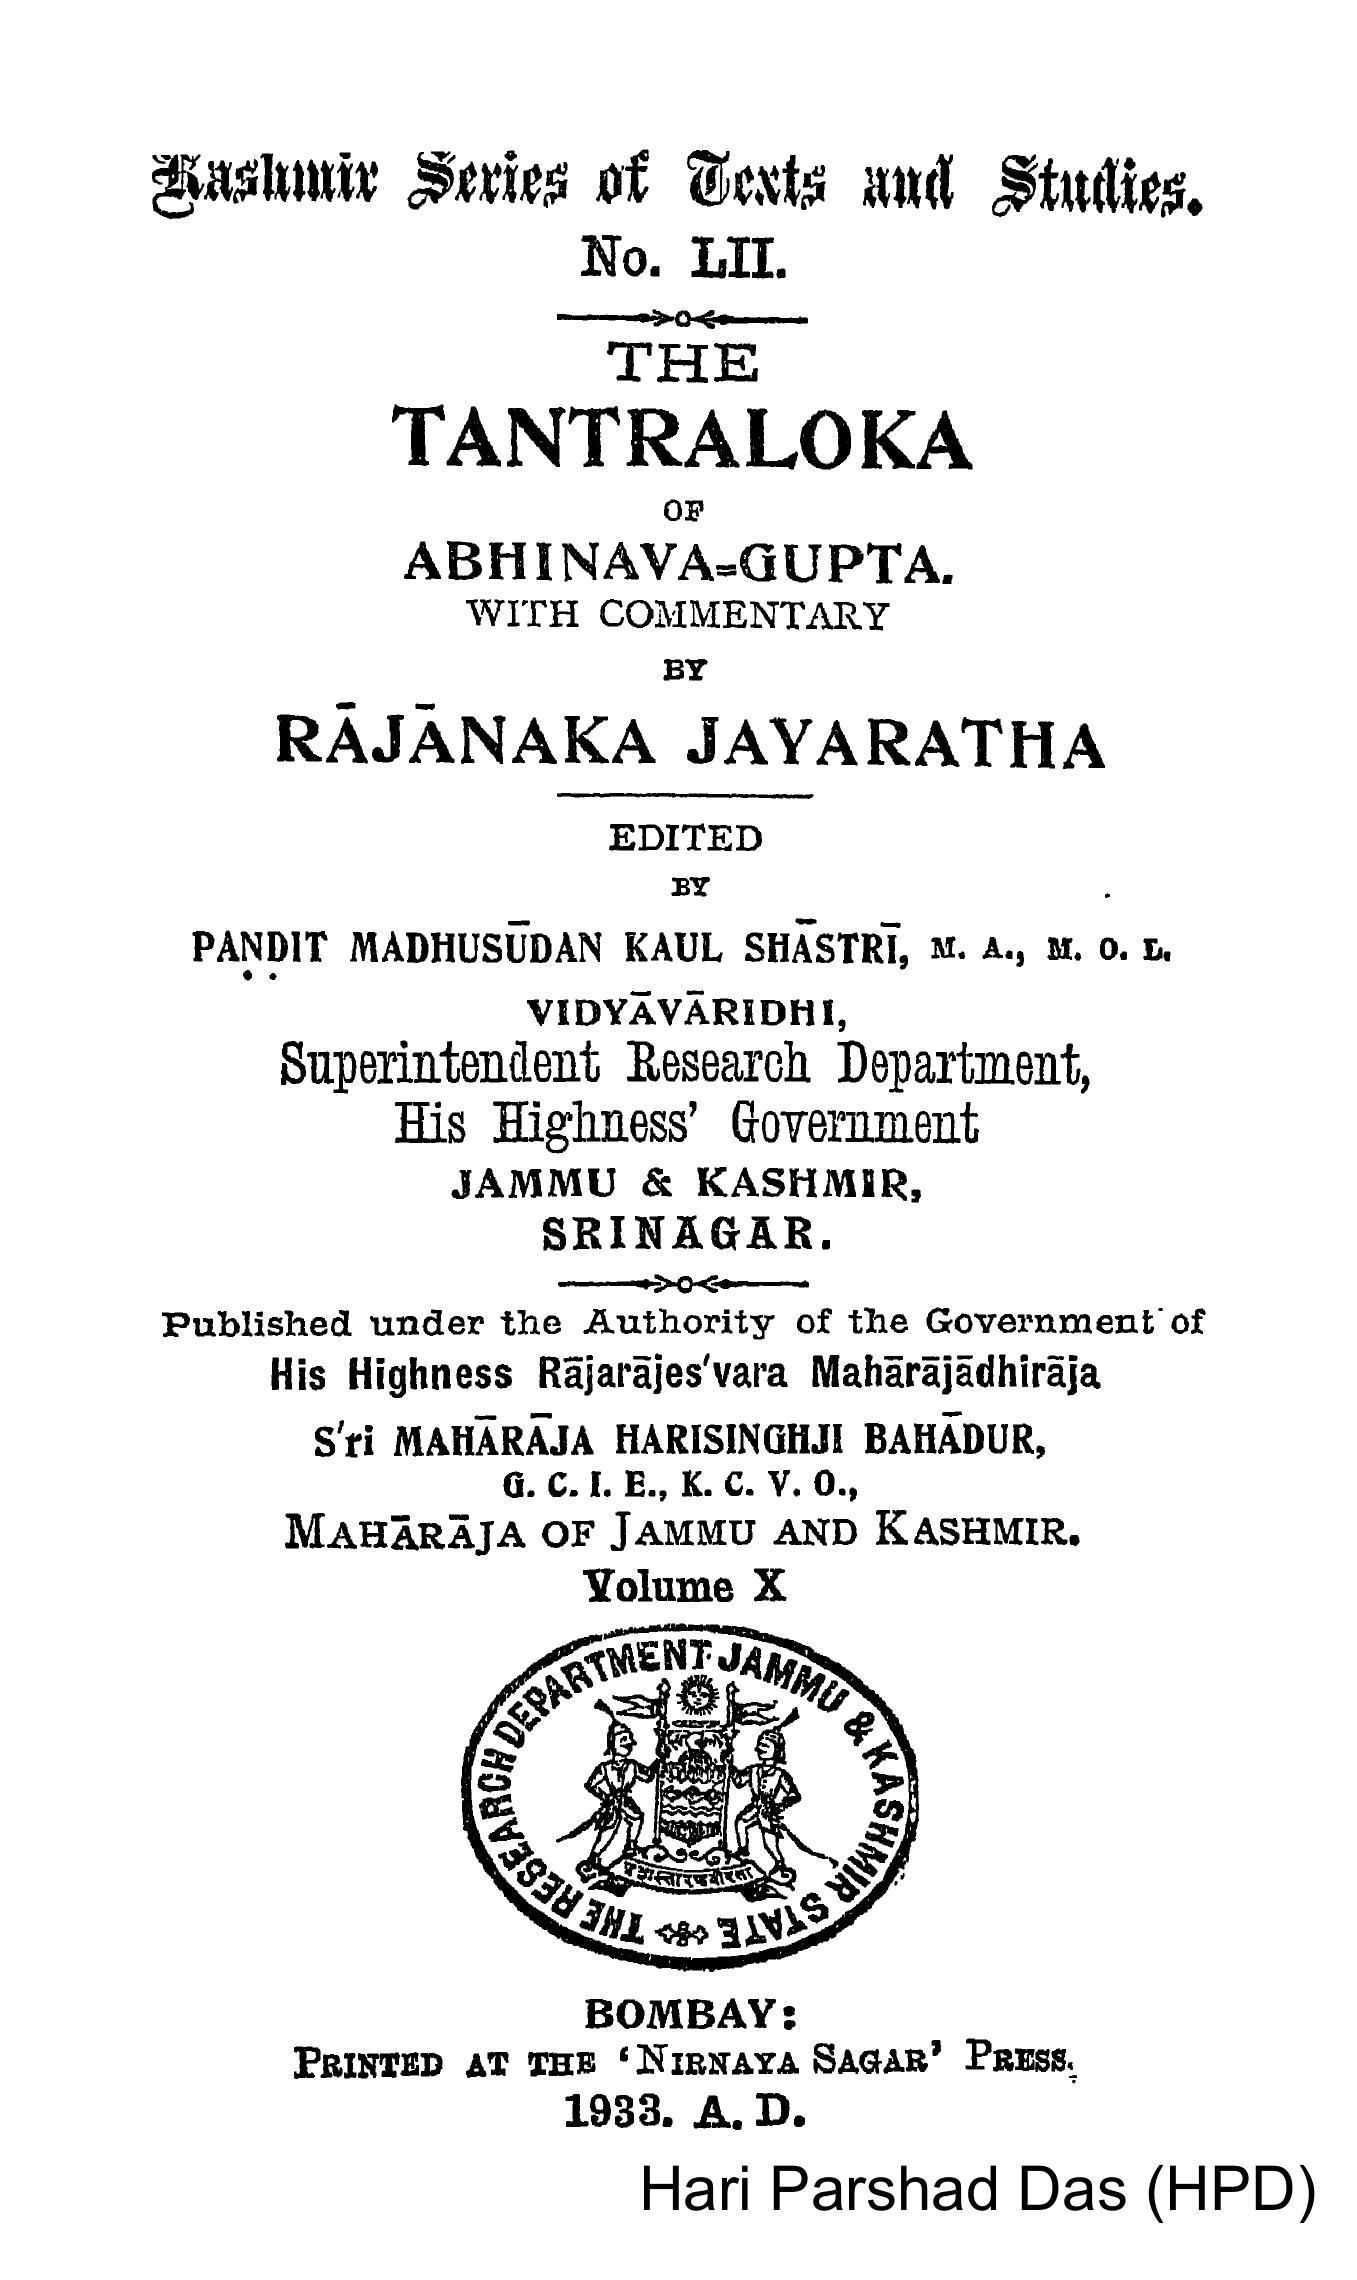 Kashmir Series of Texts and Studies.
No. LII.
THE
TANTRALOKA
OF
ABHINAVA=GUPTA.
WITH COMMENTARY
BY
RĀJĀNAKA JAYARATHA
EDITED
BY
PAṆḌIT MADHUSŪDAN KAUL SHĀSTRĪ, M. A., M. O. L.
VIDYĀVĀRIDHI,
Superintendent Research Department,
His Highness' Government
JAMMU & KASHMIR,
SRINAGAR.
Published under the Authority of the Government of
His Highness Rājarājes'vara Mahārājādhirāja
S'ri MAHĀRĀJA HARISINGHJI BAHĀDUR,
G. C. I. E., K. C. V. O.,
MAHĀRĀJA OF JAMMU AND KASHMIR.
Volume X
THE RESEARCH DEPARTMENT JAMMU & KASHMIR STATE
BOMBAY:
PRINTED AT THE 'NIRNAYA SAGAR' PRESS.
1933. A. D.
Hari Parshad Das (HPD)